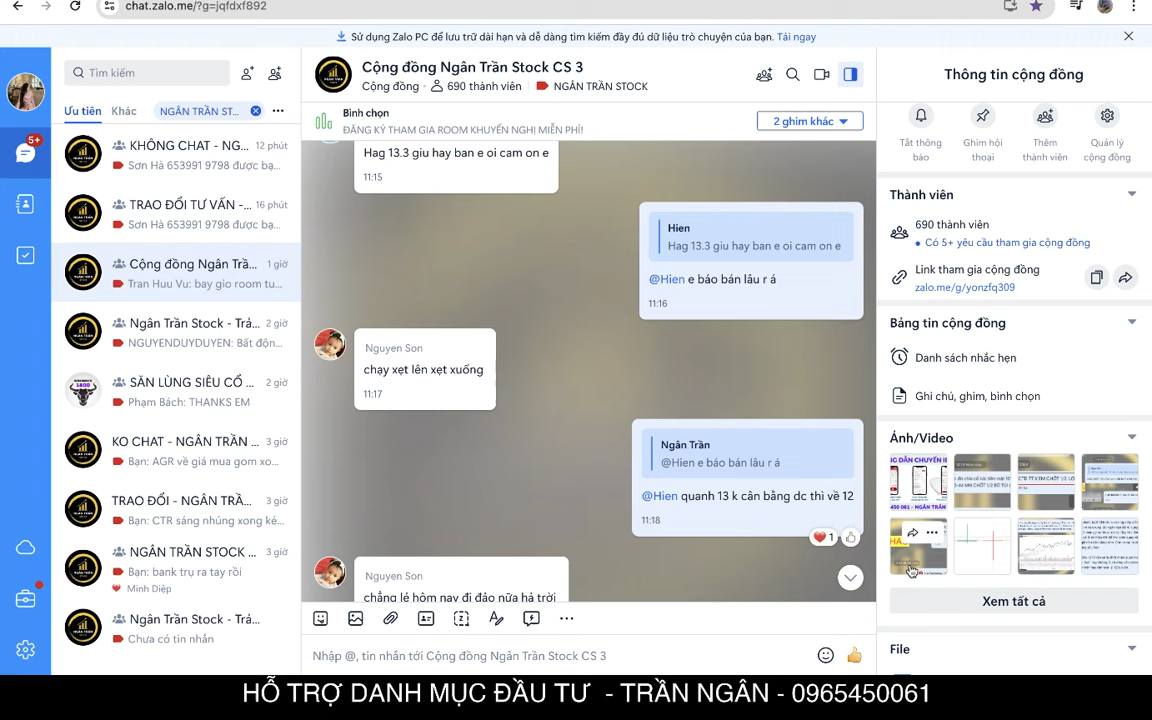 chat.zalo.me/?g=jqfdxf892
Sử dụng Zalo PC để lưu trữ dài hạn và dễ dàng tìm kiếm đầy đủ dữ liệu trò chuyện của bạn. Tải ngay
5+
Tìm kiếm
Ưu tiên
Khác
NGÂN TRẦN ST...
KHÔNG CHAT - NG...
12 phút
Sơn Hà 653991 9798 được bạ...
TRAO ĐỔI TƯ VẤN -...
16 phút
Sơn Hà 653991 9798 được bạ...
Cộng đồng Ngân Trầ...
1 giờ
Tran Huu Vu: bay gio room tu...
Ngân Trần Stock - Trả...
2 giờ
NGUYENDUYDUYEN: Bất độn...
SĂN LÙNG SIÊU CỔ ...
2 giờ
Phạm Bách: THANKS EM
KO CHAT - NGÂN TRẦN ...
3 giờ
Bạn: AGR về giá mua gom xo...
TRAO ĐỔI - NGÂN TRẦ...
3 giờ
Bạn: CTR sáng nhúng xong ké...
NGÂN TRẦN STOCK ...
3 giờ
Bạn: bank trụ ra tay rồi
Minh Diệp
Ngân Trần Stock - Trả...
Chưa có tin nhắn
Cộng đồng Ngân Trần Stock CS 3
Cộng đồng
690 thành viên
NGÂN TRẦN STOCK
Bình chọn
ĐĂNG KÝ THAM GIA ROOM KHUYẾN NGHỊ MIỄN PHÍ!
2 ghim khác
Hag 13.3 giu hay ban e oi cam on e
11:15
Hien
Hag 13.3 giu hay ban e oi cam on e
@Hien e báo bán lâu r á
11:16
Nguyen Son
chạy xẹt lên xẹt xuống
11:17
Ngân Trần
@Hien e báo bán lâu r á
@Hien quanh 13 k cân bằng dc thì về 12
11:18
1
Nguyen Son
chẳng lẻ hôm nay đi đảo nữa hả trời
Nhập @, tin nhắn tới Cộng đồng Ngân Trần Stock CS 3
Thông tin cộng đồng
Tắt thông báo
Ghim hội thoại
Thêm thành viên
Quản lý cộng đồng
Thành viên
690 thành viên
Có 5+ yêu cầu tham gia cộng đồng
Link tham gia cộng đồng
zalo.me/g/yonzfq309
Bảng tin cộng đồng
Danh sách nhắc hẹn
Ghi chú, ghim, bình chọn
Ảnh/Video
Xem tất cả
File
HỖ TRỢ DANH MỤC ĐẦU TƯ - TRẦN NGÂN - 0965450061